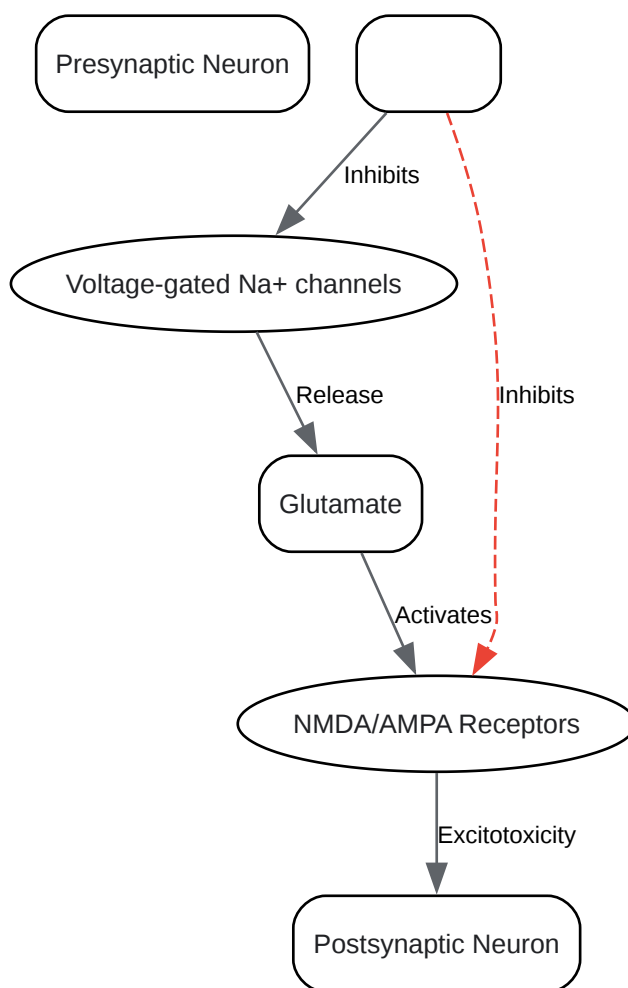 Presynaptic Neuron
Inhibits
Voltage-gated Na+ channels
Release
Inhibits
Glutamate
Activates
NMDA/AMPA Receptors
Excitotoxicity
Postsynaptic Neuron